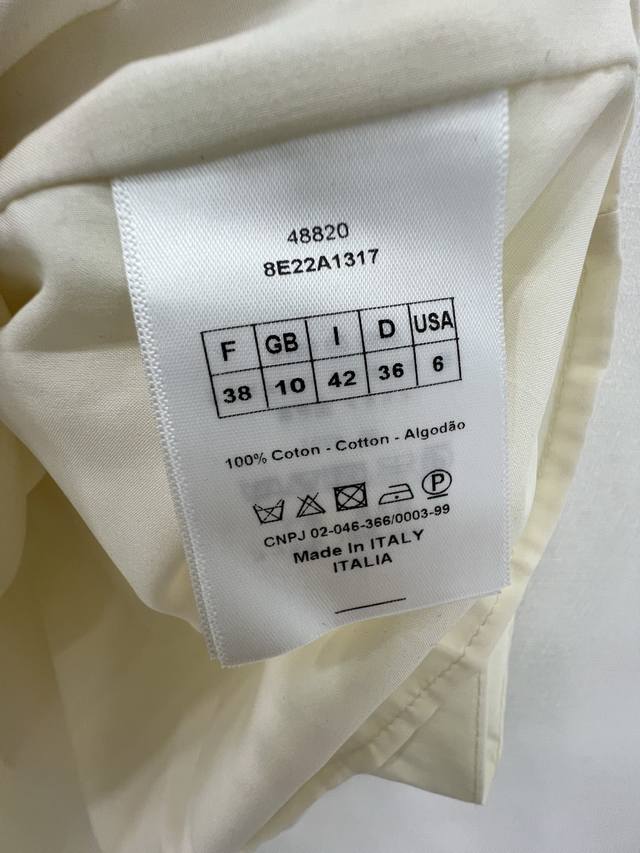 48820
8E22A1317
F GB I D USA
38 10 42 36 6
100% Coton - Cotton - Algodão
P
CNPJ 02-046-366/0003-99
Made In ITALY
ITALIA